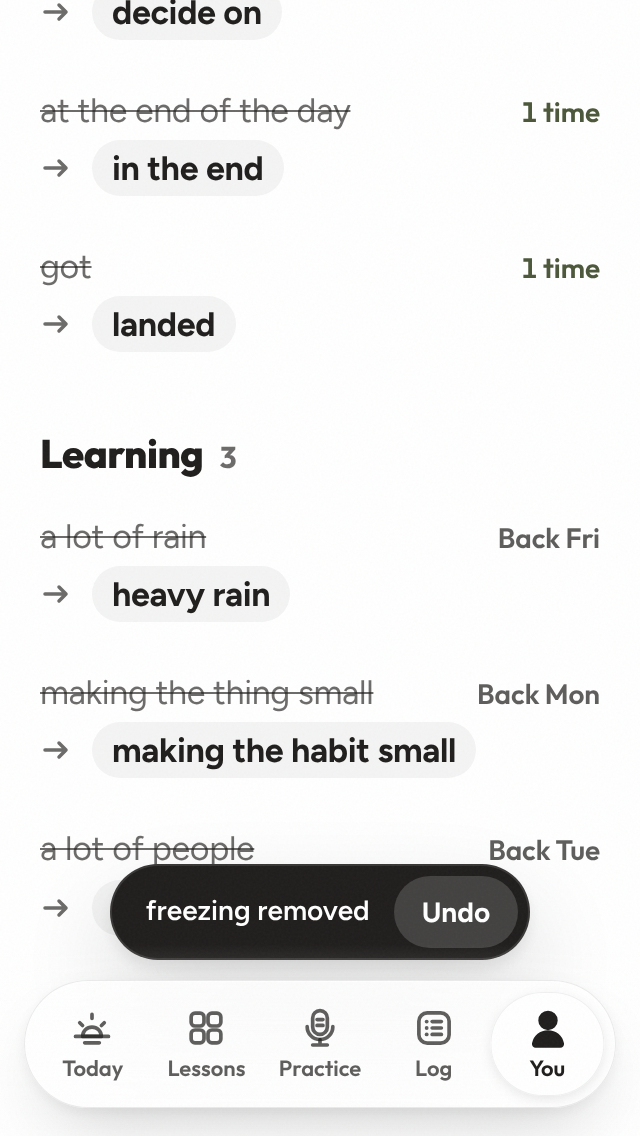 → decide on
at the end of the day 1 time
→ in the end
got 1 time
→ landed
Learning 3
a lot of rain Back Fri
→ heavy rain
making the thing small Back Mon
→ making the habit small
a lot of people Back Tue
→
freezing removed Undo
Today Lessons Practice Log You